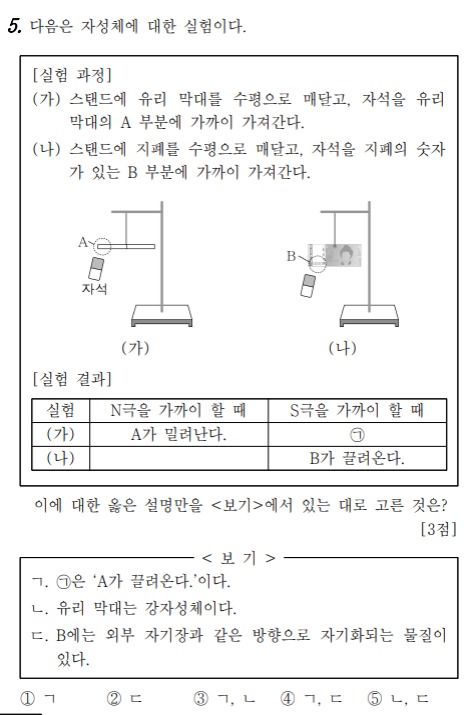 5. 다음은 자성체에 대한 실험이다.
[실험 과정]
(가) 스탠드에 유리 막대를 수평으로 매달고, 자석을 유리
막대의 A 부분에 가까이 가져간다.
(나) 스탠드에 지폐를 수평으로 매달고, 자석을 지폐의 숫자
가 있는 B 부분에 가까이 가져간다.
A
B
자석
(가) (나)
[실험 결과]
실험 N극을 가까이 할 때 S극을 가까이 할 때
(가) A가 밀려난다. ㉠
(나) B가 끌려온다.
이에 대한 옳은 설명만을 <보기>에서 있는 대로 고른 것은?
[3점]
< 보 기 >
ㄱ. ㉠은 ‘A가 끌려온다.’이다.
ㄴ. 유리 막대는 강자성체이다.
ㄷ. B에는 외부 자기장과 같은 방향으로 자기화되는 물질이
있다.
① ㄱ ② ㄷ ③ ㄱ, ㄴ ④ ㄱ, ㄷ ⑤ ㄴ, ㄷ